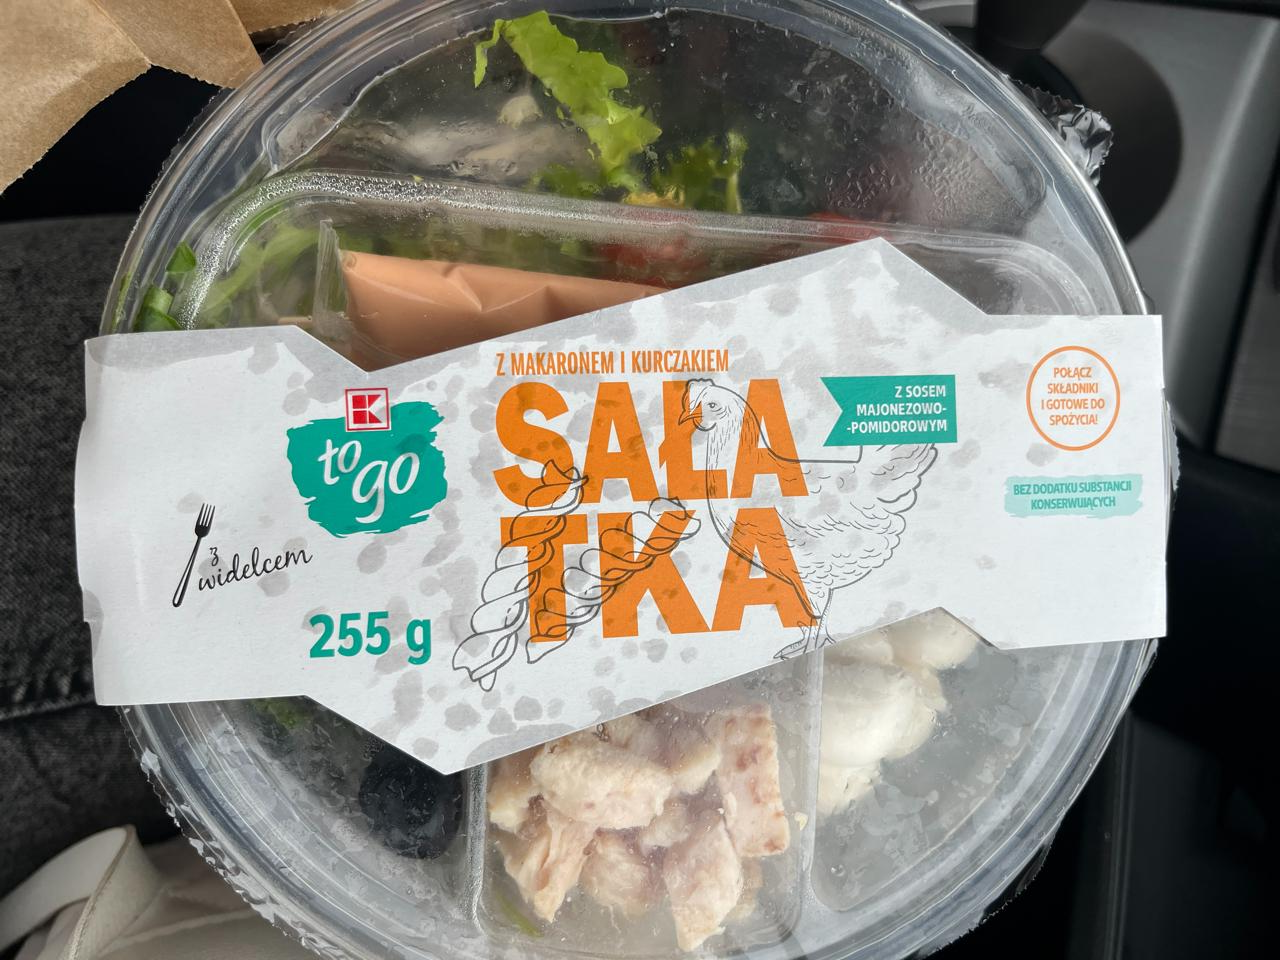 Z MAKARONEM I KURCZAKIEM
SAŁA
TKA
Z SOSEM
MAJONEZOWO-
-POMIDOROWYM
POŁĄCZ
SKŁADNIKI
I GOTOWE DO
SPOŻYCIA!
BEZ DODATKU SUBSTANCJI
KONSERWUJĄCYCH
K
to
go
z
widelcem
255 g